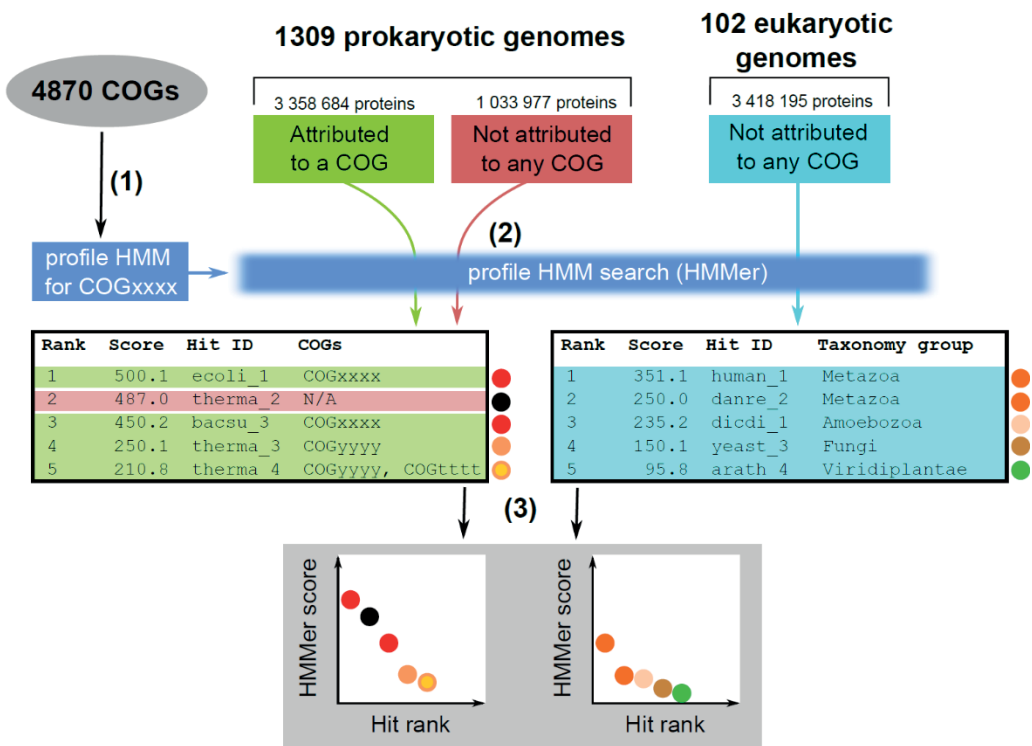 1309 prokaryotic genomes
102 eukaryotic
genomes
4870 COGs
3 358 684 proteins
1 033 977 proteins
3 418 195 proteins
Attributed
to a COG
Not attributed
to any COG
Not attributed
to any COG
(1)
(2)
profile HMM
for COGxxxx
profile HMM search (HMMer)
Rank Score Hit ID COGs
1 500.1 ecoli_1 COGxxxx
2 487.0 therma_2 N/A
3 450.2 bacsu_3 COGxxxx
4 250.1 therma_3 COGyyyy
5 210.8 therma_4 COGyyyy, COGtttt
Rank Score Hit ID Taxonomy group
1 351.1 human_1 Metazoa
2 250.0 danre_2 Metazoa
3 235.2 dicdi_1 Amoebozoa
4 150.1 yeast_3 Fungi
5 95.8 arath_4 Viridiplantae
(3)
HMMer score
Hit rank
HMMer score
Hit rank